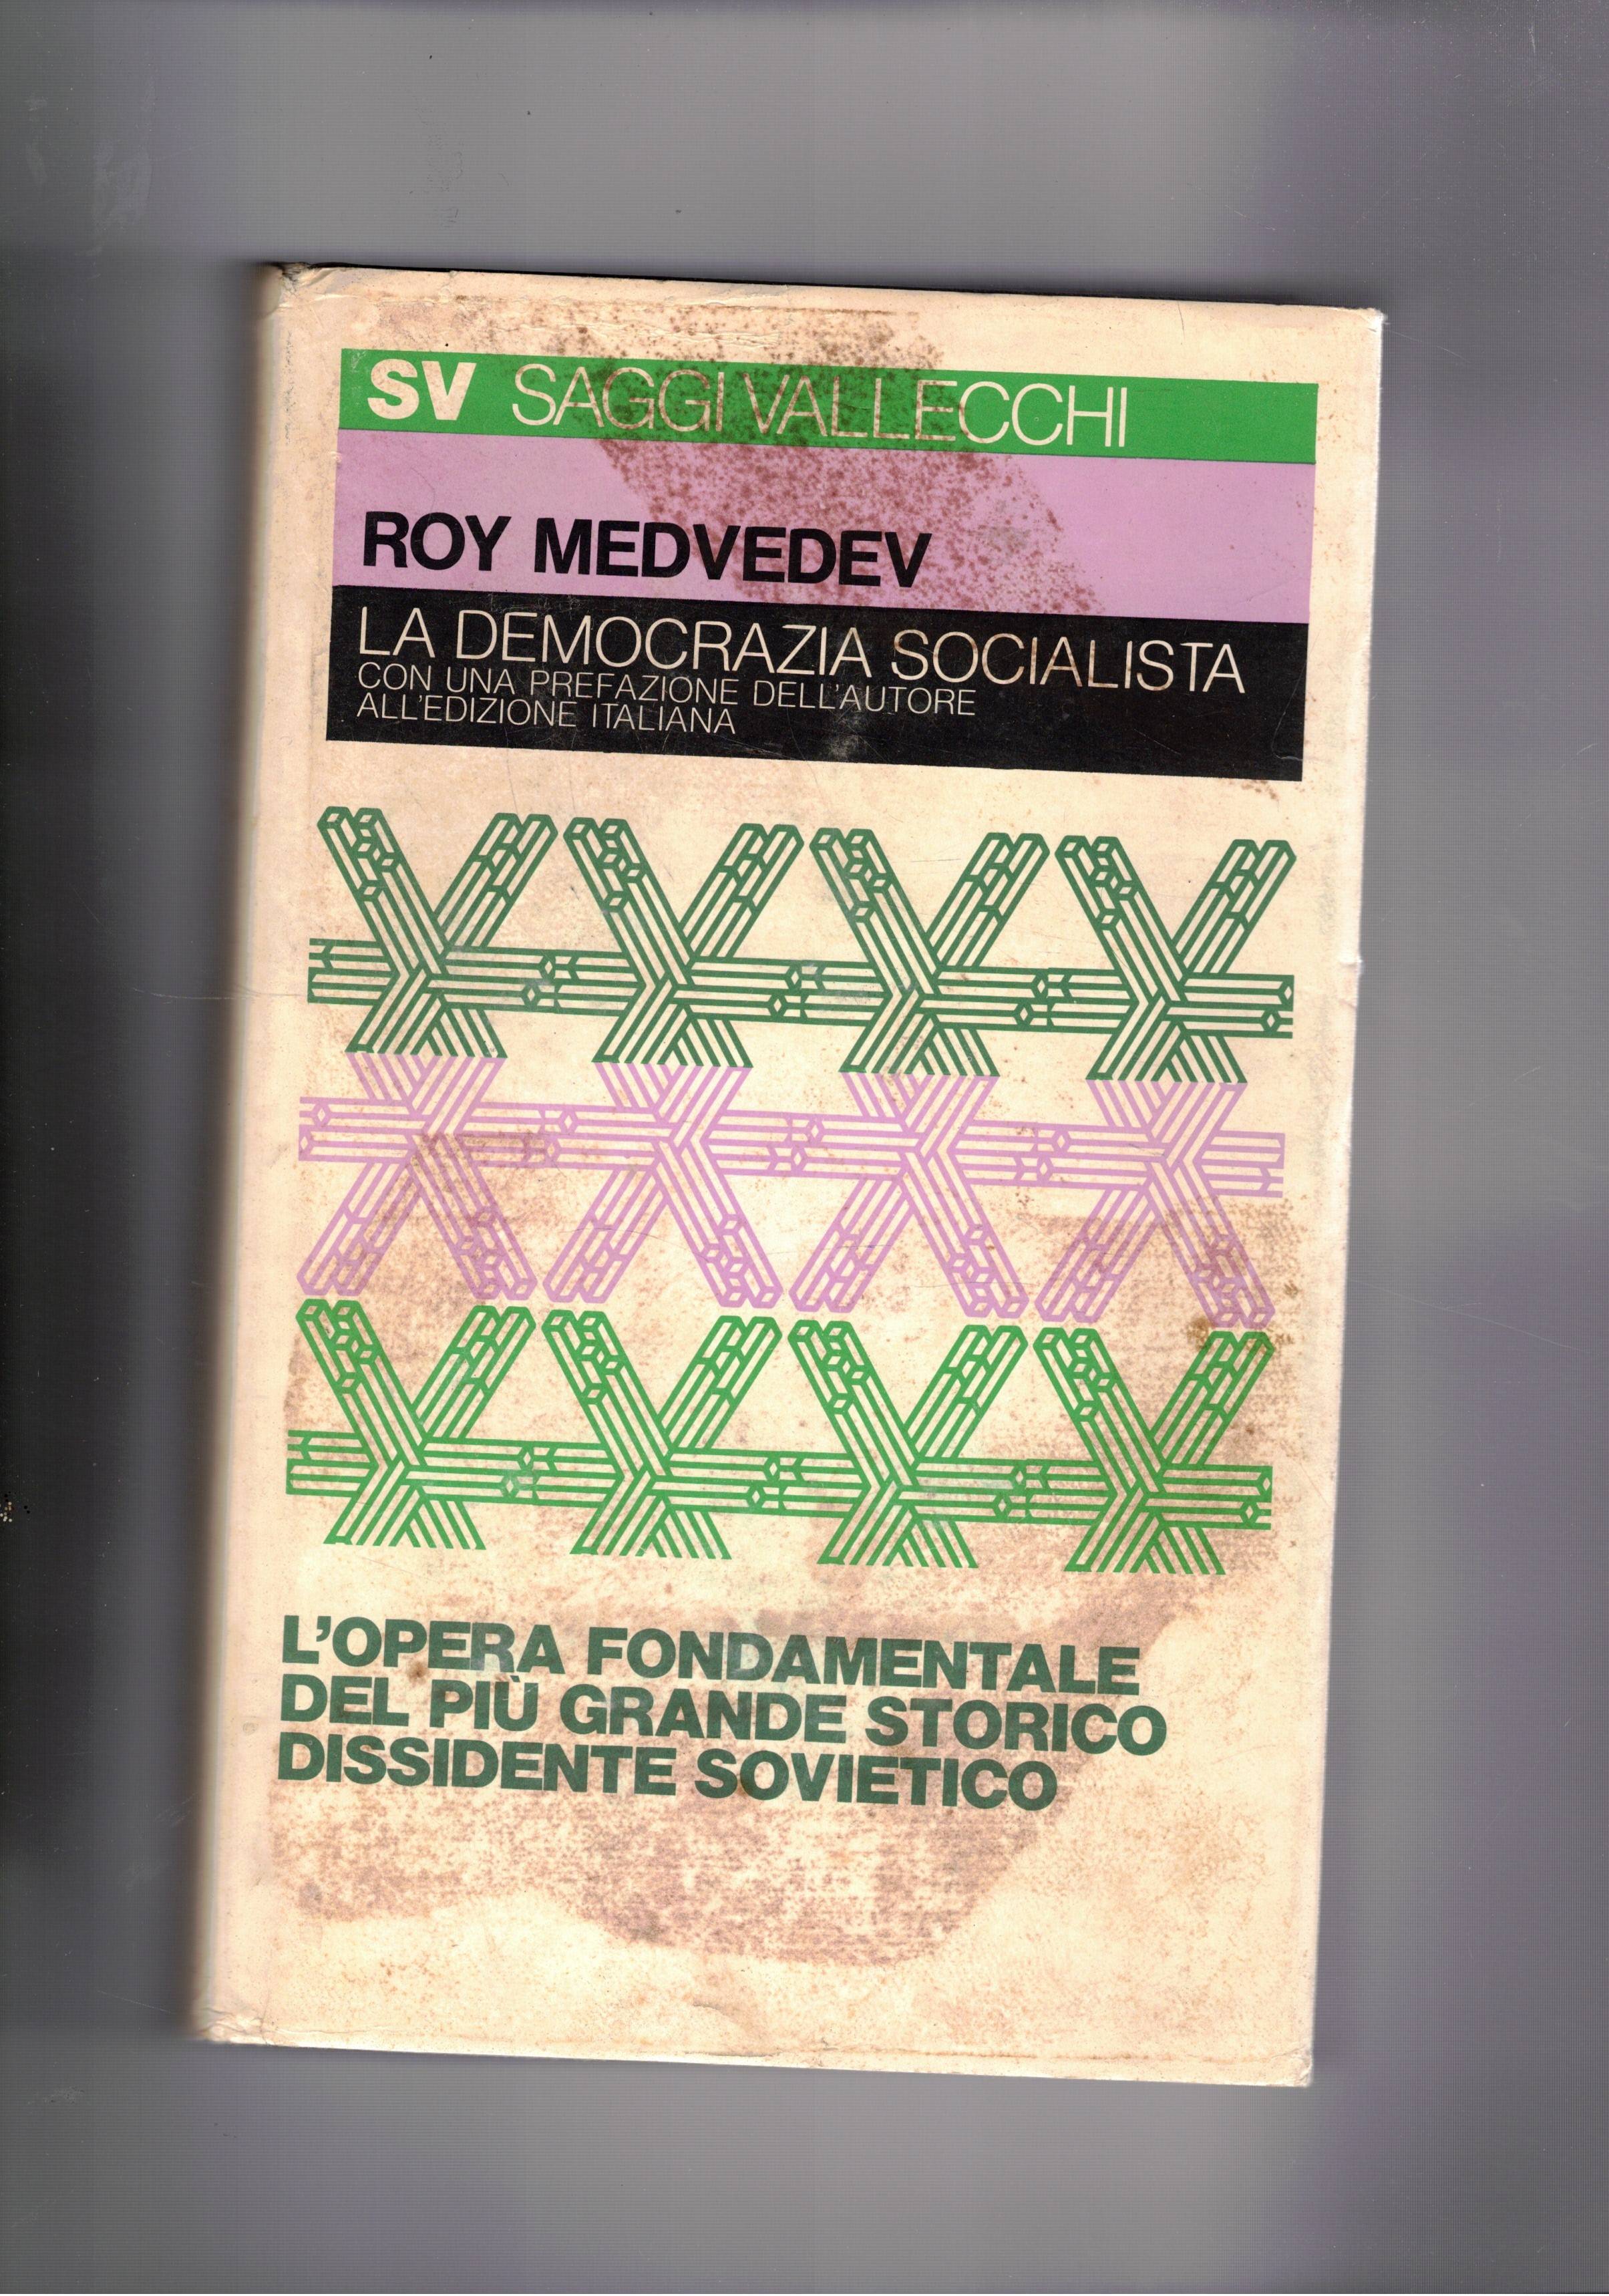 SV SAGGI VALLECCHI
ROY MEDVEDEV
LA DEMOCRAZIA SOCIALISTA
CON UNA PREFAZIONE DELL'AUTORE
ALL'EDIZIONE ITALIANA
L'OPERA FONDAMENTALE
DEL PIÙ GRANDE STORICO
DISSIDENTE SOVIETICO